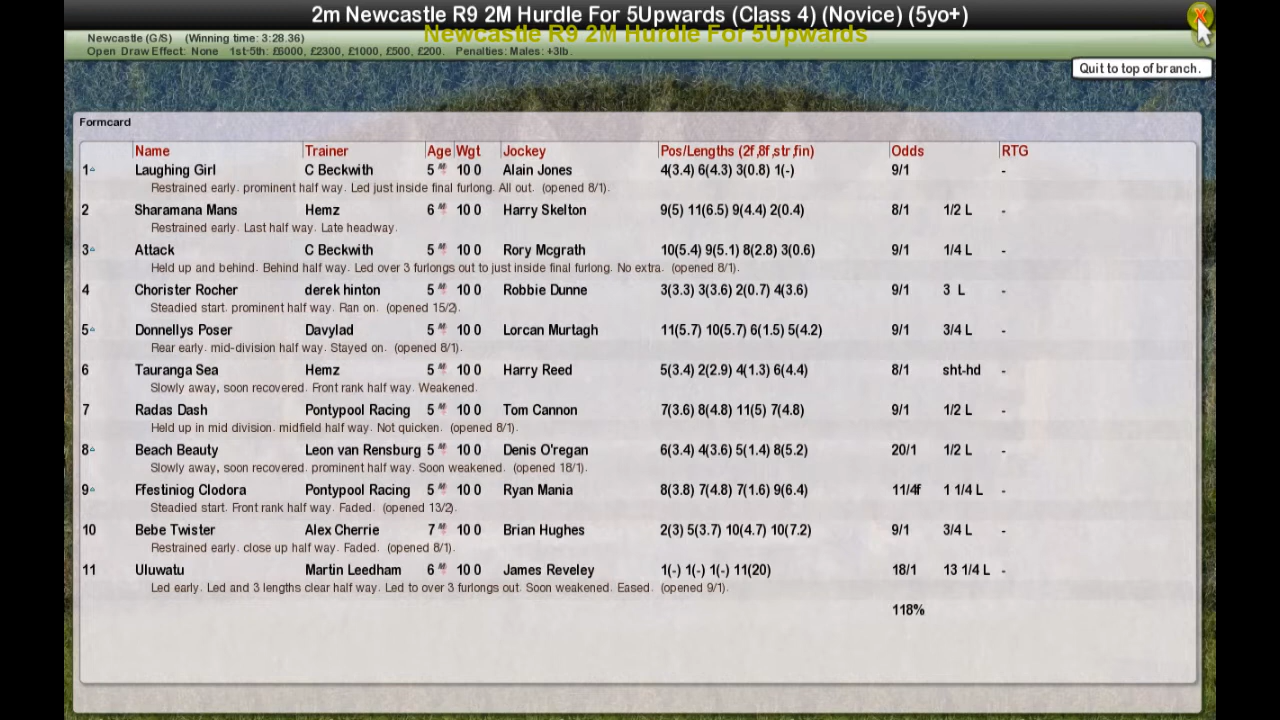 2m Newcastle R9 2M Hurdle For 5Upwards (Class 4) (Novice) (5yo+)
Newcastle R9 2M Hurdle For 5Upwards
Newcastle (G/S) (Winning time: 3:28.36)
Open Draw Effect: None 1st-5th: £6000, £2300, £1000, £500, £200. Penalties: Males: +3lb.
Quit to top of branch.
Formcard
Name Trainer Age Wgt Jockey Pos/Lengths (2f,8f,str,fin) Odds RTG
1 Laughing Girl C Beckwith 5 10 0 Alain Jones 4(3.4) 6(4.3) 3(0.8) 1(-) 9/1 -
Restrained early. prominent half way. Led just inside final furlong. All out. (opened 8/1).
2 Sharamana Mans Hemz 6 10 0 Harry Skelton 9(5) 11(6.5) 9(4.4) 2(0.4) 8/1 1/2 L -
Restrained early. Last half way. Late headway.
3 Attack C Beckwith 5 10 0 Rory Mcgrath 10(5.4) 9(5.1) 8(2.8) 3(0.6) 9/1 1/4 L -
Held up and behind. Behind half way. Led over 3 furlongs out to just inside final furlong. No extra. (opened 8/1).
4 Chorister Rocher derek hinton 5 10 0 Robbie Dunne 3(3.3) 3(3.6) 2(0.7) 4(3.6) 9/1 3 L -
Steadied start. prominent half way. Ran on. (opened 15/2).
5 Donnellys Poser Davylad 5 10 0 Lorcan Murtagh 11(5.7) 10(5.7) 6(1.5) 5(4.2) 9/1 3/4 L -
Rear early. mid-division half way. Stayed on. (opened 8/1).
6 Tauranga Sea Hemz 5 10 0 Harry Reed 5(3.4) 2(2.9) 4(1.3) 6(4.4) 8/1 sht-hd -
Slowly away, soon recovered. Front rank half way. Weakened.
7 Radas Dash Pontypool Racing 5 10 0 Tom Cannon 7(3.6) 8(4.8) 11(5) 7(4.8) 9/1 1/2 L -
Held up in mid division. midfield half way. Not quicken. (opened 8/1).
8 Beach Beauty Leon van Rensburg 5 10 0 Denis O'regan 6(3.4) 4(3.6) 5(1.4) 8(5.2) 20/1 1/2 L -
Slowly away, soon recovered. prominent half way. Soon weakened. (opened 18/1).
9 Ffestiniog Clodora Pontypool Racing 5 10 0 Ryan Mania 8(3.8) 7(4.8) 7(1.6) 9(6.4) 11/4f 1 1/4 L -
Steadied start. Front rank half way. Faded. (opened 13/2).
10 Bebe Twister Alex Cherrie 7 10 0 Brian Hughes 2(3) 5(3.7) 10(4.7) 10(7.2) 9/1 3/4 L -
Restrained early. close up half way. Faded. (opened 8/1).
11 Uluwatu Martin Leedham 6 10 0 James Reveley 1(-) 1(-) 1(-) 11(20) 18/1 13 1/4 L -
Led early. Led and 3 lengths clear half way. Led to over 3 furlongs out. Soon weakened. Eased. (opened 9/1).
118%